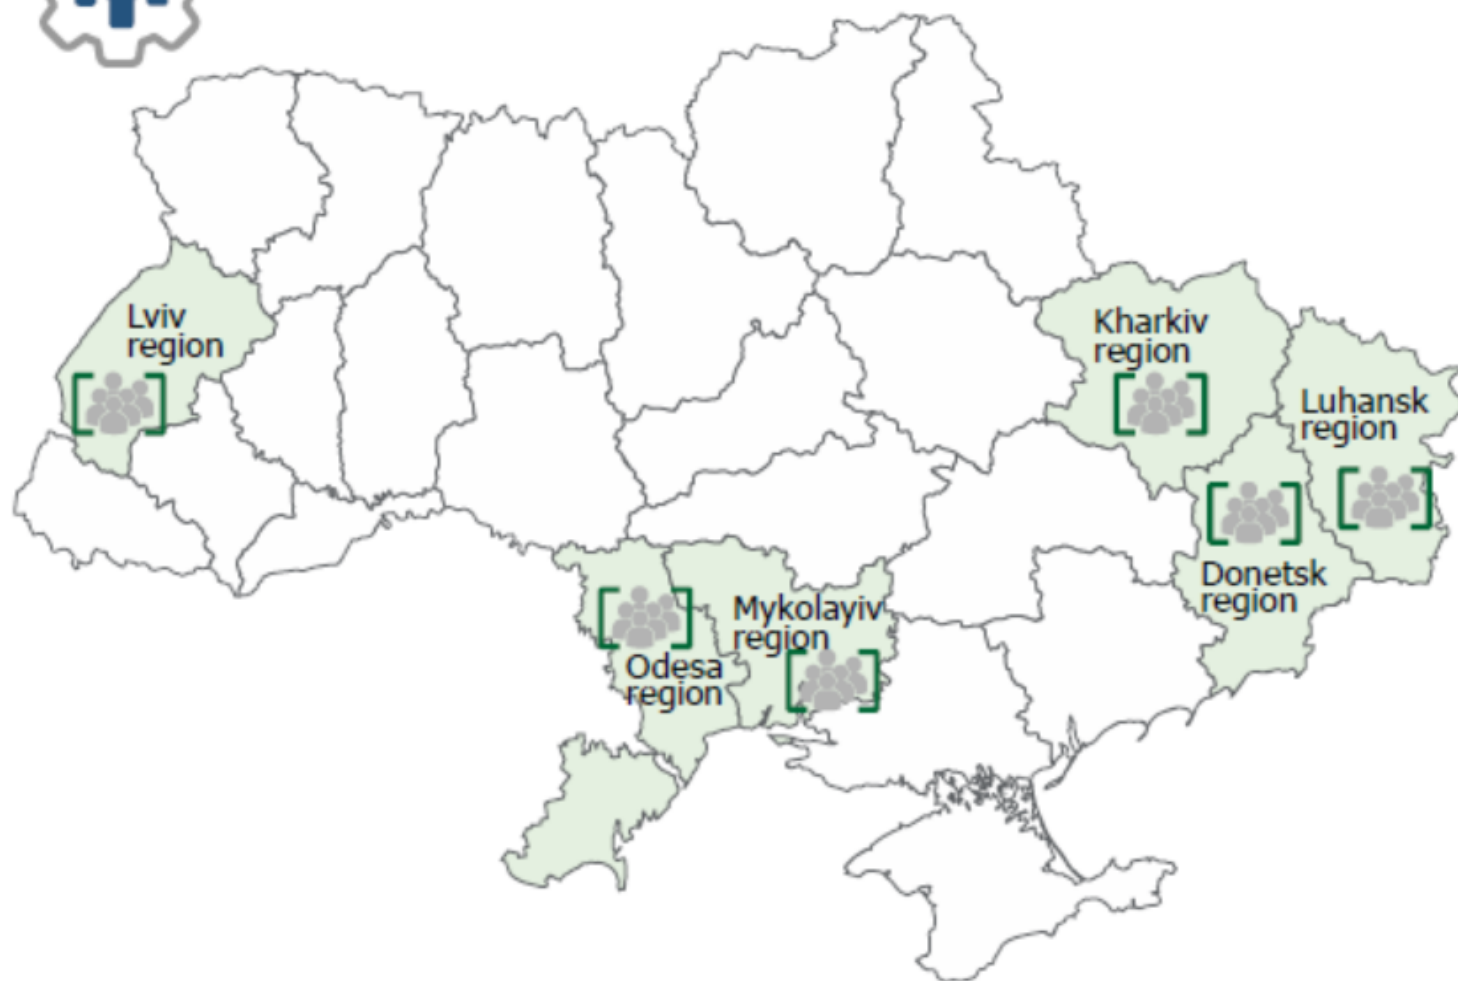 Lviv
region
Kharkiv
region
Luhansk
region
Donetsk
region
Mykolayiv
region
Odesa
region